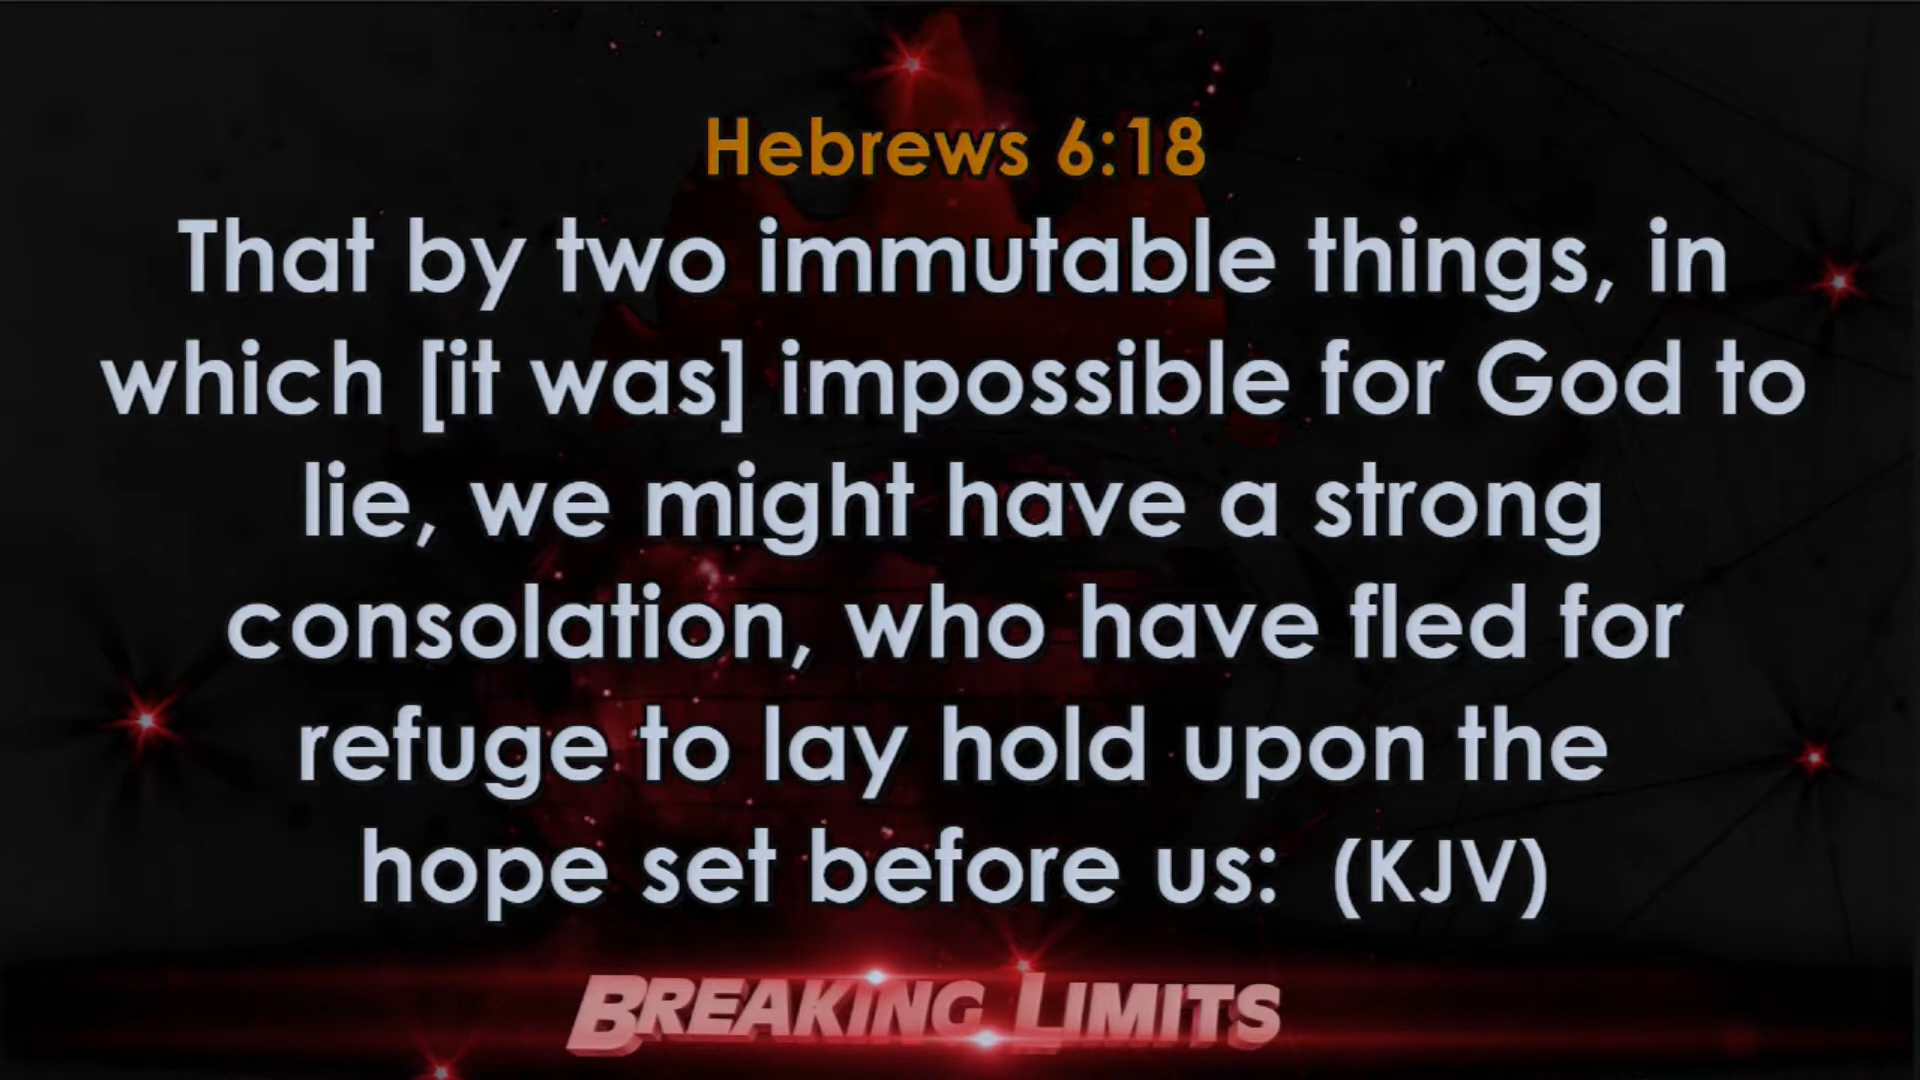 Hebrews 6:18
That by two immutable things, in
which [it was] impossible for God to
lie, we might have a strong
consolation, who have fled for
refuge to lay hold upon the
hope set before us:  (KJV)
BREAKING LIMITS